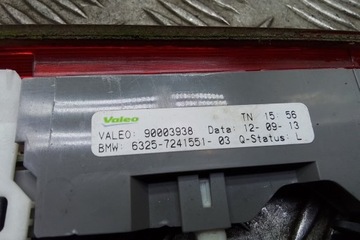 Valeo TN 15:56
VALEO: 90003938 Data: 12-09-13
BMW: 6325-7241551-03 Q-Status: L